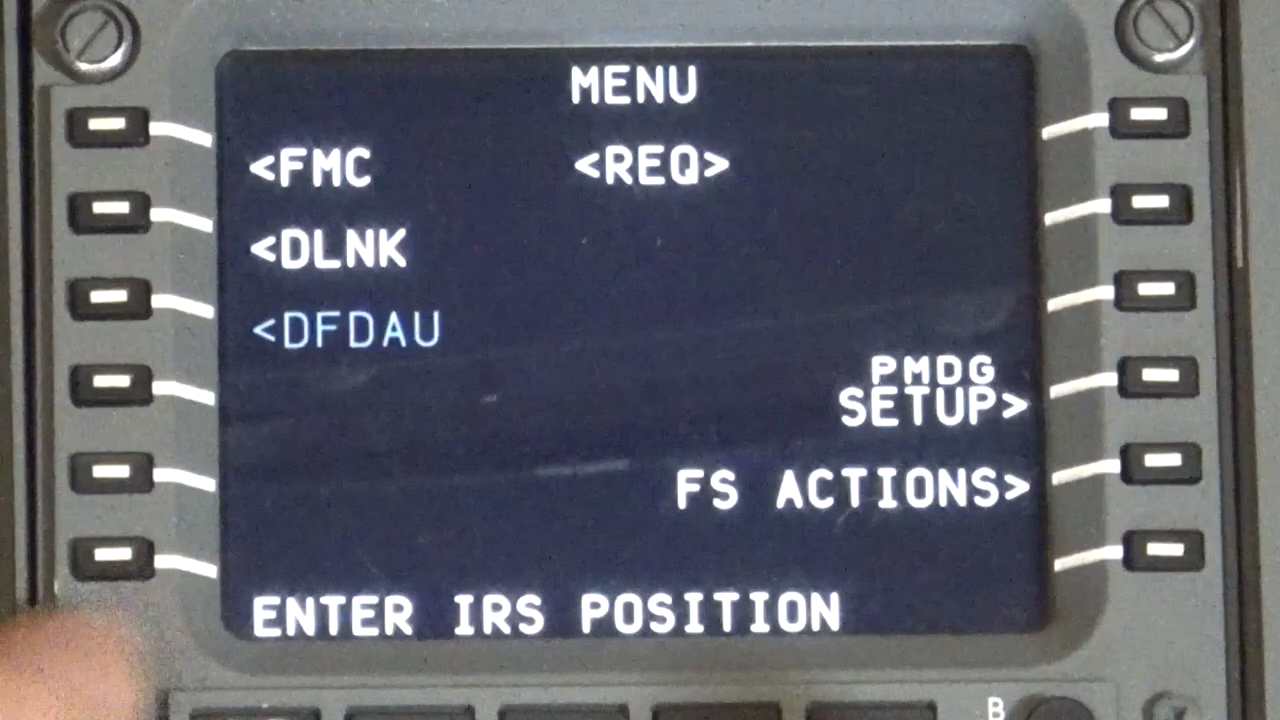 MENU
<FMC <REQ>
<DLNK
<DFDAU
PMDG
SETUP>
FS ACTIONS>
ENTER IRS POSITION
B